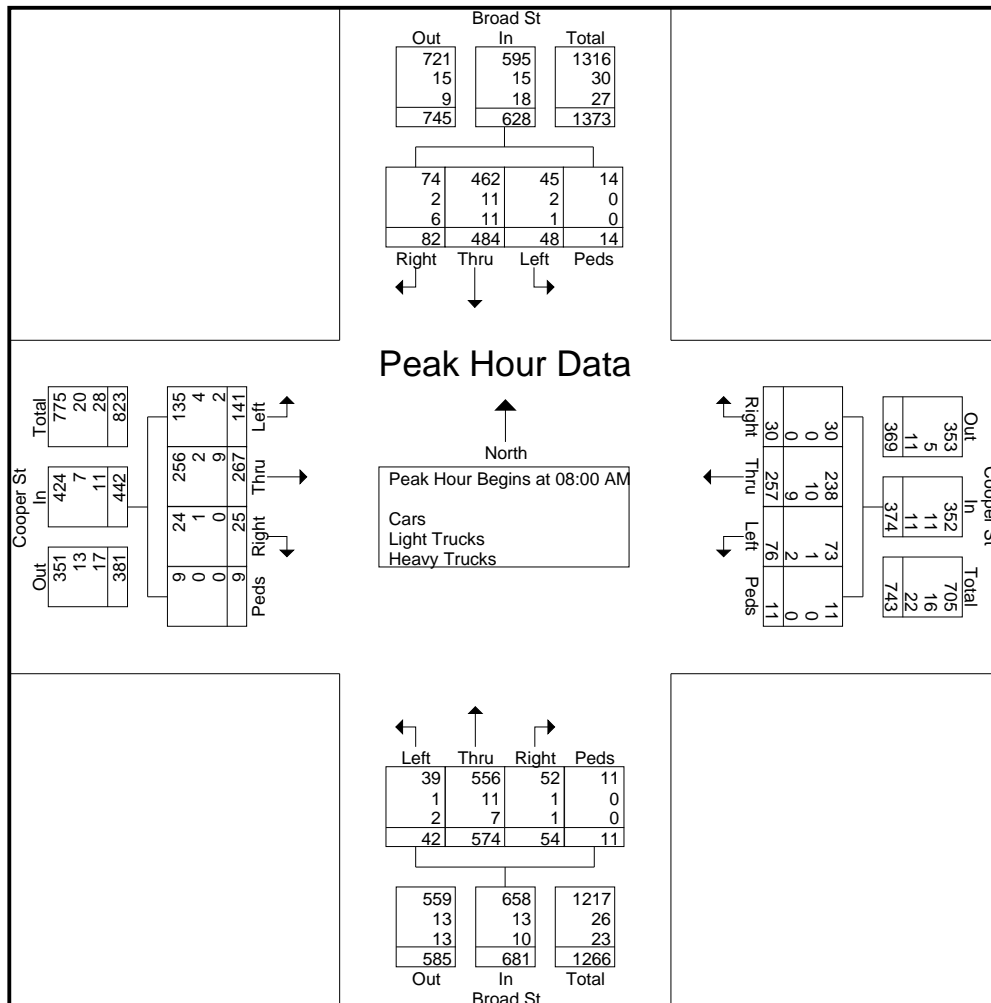 Broad St
Out In Total
721 595 1316
15 15 30
9 18 27
745 628 1373
74 462 45 14
2 11 2 0
6 11 1 0
82 484 48 14
Right Thru Left Peds
Peak Hour Data
North
Peak Hour Begins at 08:00 AM
Cars
Light Trucks
Heavy Trucks
Cooper St
Out In Total
351 424 775
13 7 20
17 11 28
381 442 823
Peds Right Thru Left
9 24 256 135
0 1 2 4
0 0 9 2
9 25 267 141
Cooper St
Out In Total
353 352 705
5 11 16
11 11 22
369 374 743
Right Thru Left Peds
30 238 73 11
0 10 1 0
0 9 2 0
30 257 76 11
Left Thru Right Peds
39 556 52 11
1 11 1 0
2 7 1 0
42 574 54 11
559 658 1217
13 13 26
13 10 23
585 681 1266
Out In Total
Broad St